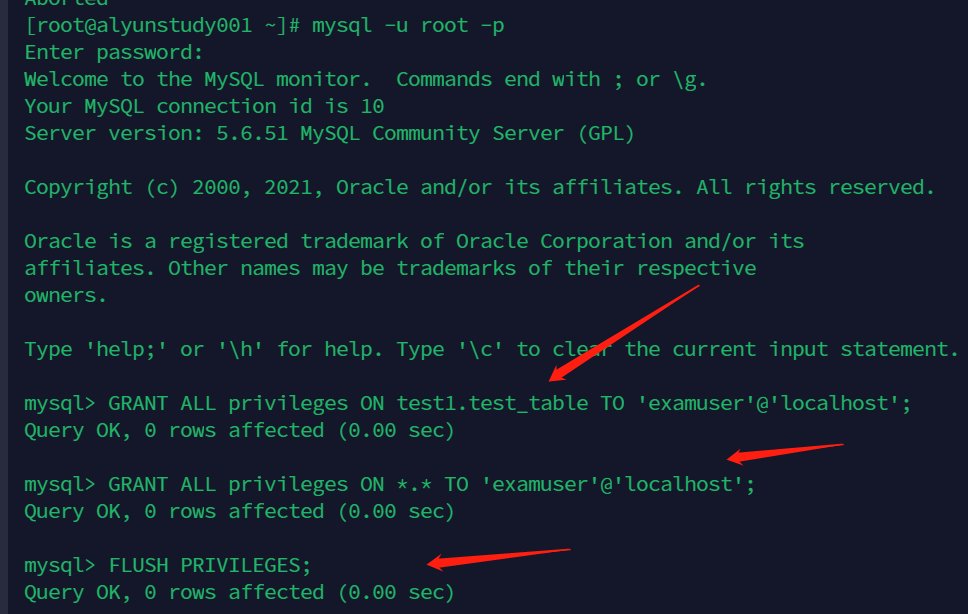 Aborted
[root@alyunstudy001 ~]# mysql -u root -p
Enter password:
Welcome to the MySQL monitor.  Commands end with ; or \g.
Your MySQL connection id is 10
Server version: 5.6.51 MySQL Community Server (GPL)
Copyright (c) 2000, 2021, Oracle and/or its affiliates. All rights reserved.
Oracle is a registered trademark of Oracle Corporation and/or its
affiliates. Other names may be trademarks of their respective
owners.
Type 'help;' or '\h' for help. Type '\c' to clear the current input statement.
mysql> GRANT ALL privileges ON test1.test_table TO 'examuser'@'localhost';
Query OK, 0 rows affected (0.00 sec)
mysql> GRANT ALL privileges ON *.* TO 'examuser'@'localhost';
Query OK, 0 rows affected (0.00 sec)
mysql> FLUSH PRIVILEGES;
Query OK, 0 rows affected (0.00 sec)